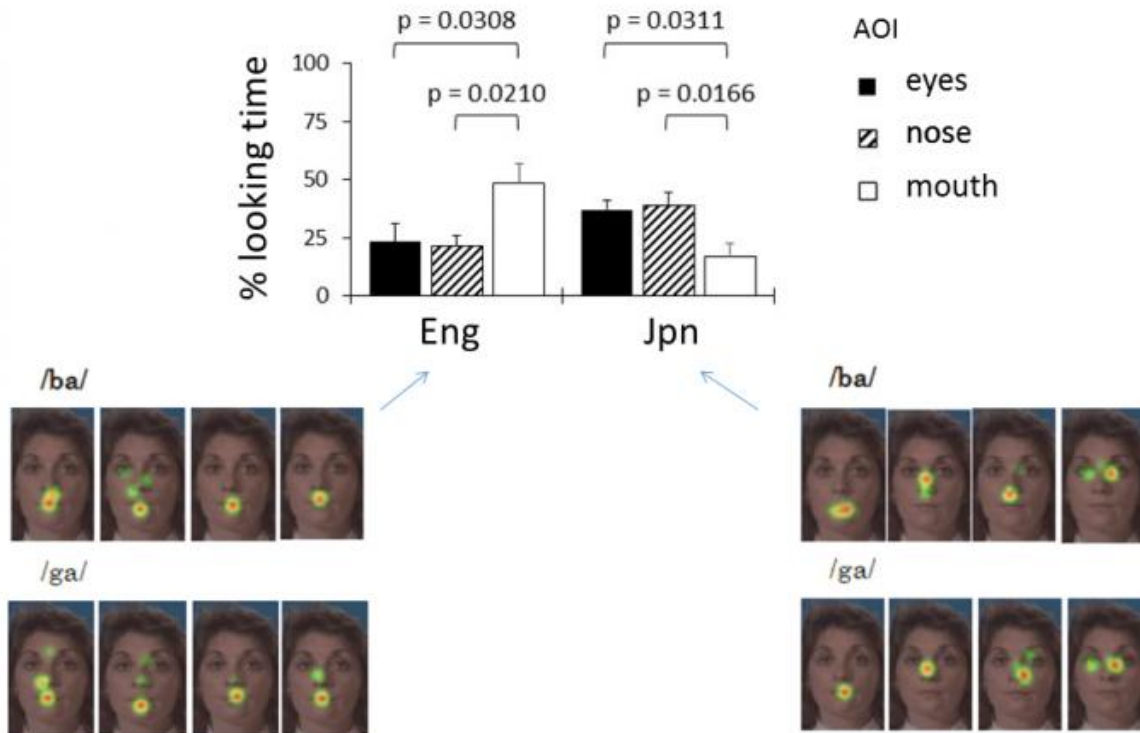 p = 0.0308
p = 0.0311
AOI
eyes
nose
mouth
p = 0.0210
p = 0.0166
% looking time
100
75
50
25
0
Eng
Jpn
/ba/
/ga/
/ba/
/ga/